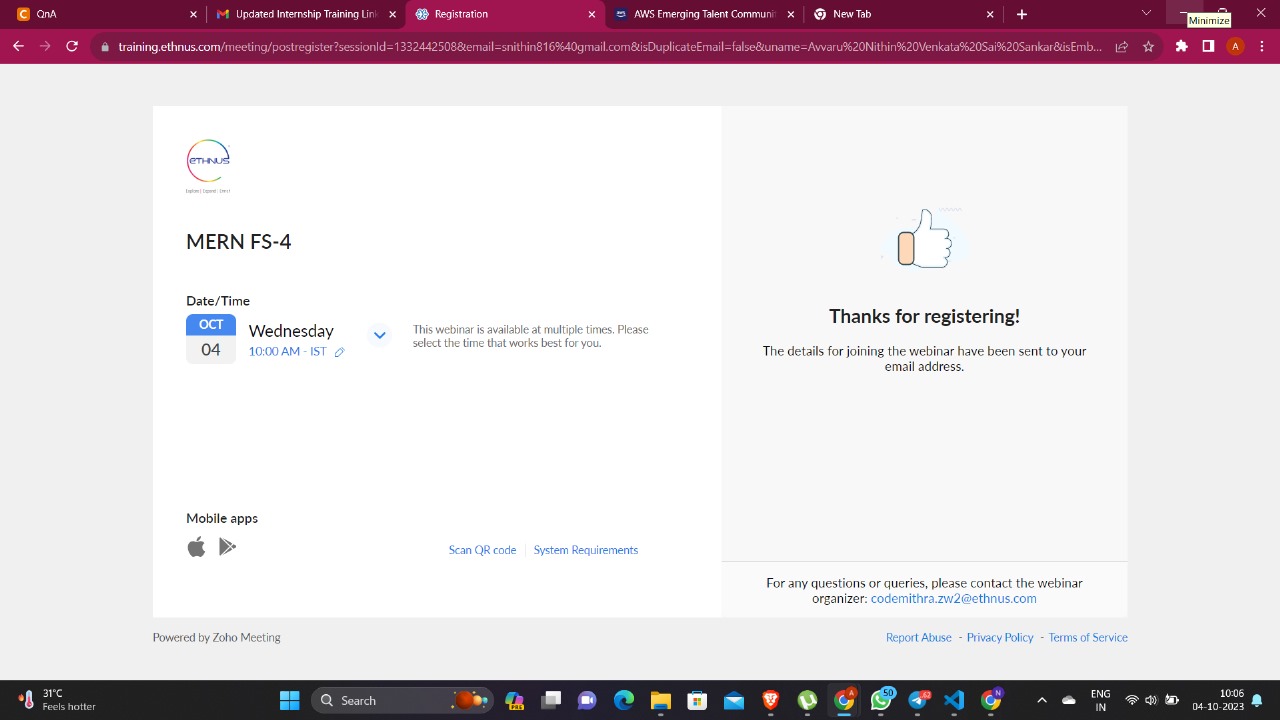 QnA
Updated Internship Training Link
Registration
AWS Emerging Talent Communit
New Tab
Minimize
training.ethnus.com/meeting/postregister?sessionId=1332442508&email=snithin816%40gmail.com&isDuplicateEmail=false&uname=Avvaru%20Nithin%20Venkata%20Sai%20Sankar&isEmb...
A
ETHNUS
Explore | Expand | Enrich
MERN FS-4
Date/Time
OCT
04
Wednesday
10:00 AM - IST
This webinar is available at multiple times. Please
select the time that works best for you.
Thanks for registering!
The details for joining the webinar have been sent to your
email address.
Mobile apps
Scan QR code
System Requirements
For any questions or queries, please contact the webinar
organizer: codemithra.zw2@ethnus.com
Powered by Zoho Meeting
Report Abuse - Privacy Policy - Terms of Service
31°C
Feels hotter
Search
PRE
A
50
63
N
ENG
IN
10:06
04-10-2023